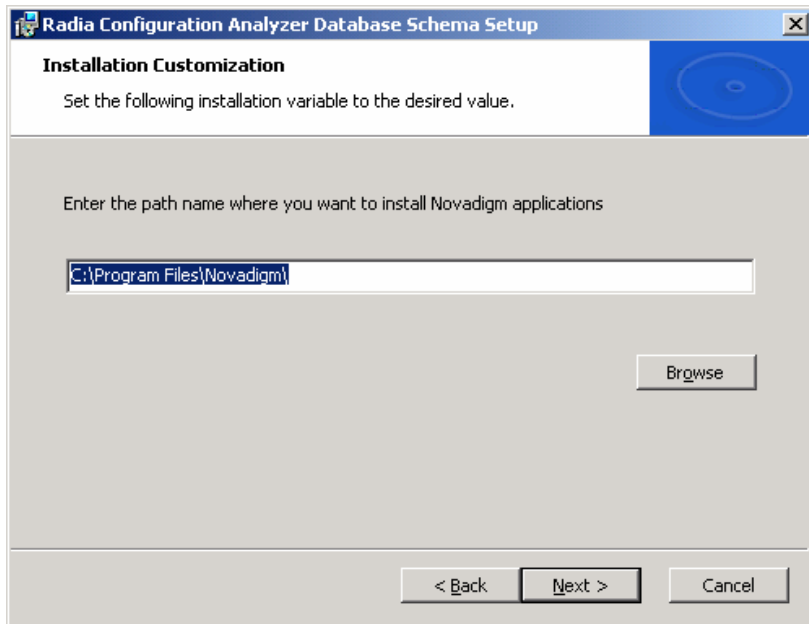 Radia Configuration Analyzer Database Schema Setup
Installation Customization
Set the following installation variable to the desired value.
Enter the path name where you want to install Novadigm applications
C:\Program Files\Novadigm\
Browse
< Back Next > Cancel